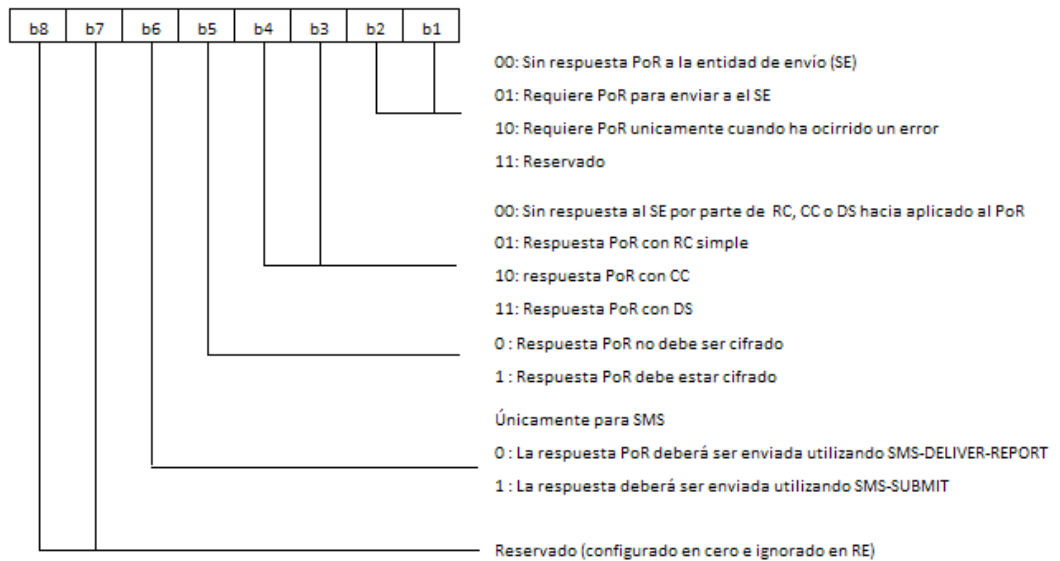 b8 b7 b6 b5 b4 b3 b2 b1
00: Sin respuesta PoR a la entidad de envío (SE)
01: Requiere PoR para enviar a el SE
10: Requiere PoR unicamente cuando ha ocirrido un error
11: Reservado
00: Sin respuesta al SE por parte de RC, CC o DS hacia aplicado al PoR
01: Respuesta PoR con RC simple
10: respuesta PoR con CC
11: Respuesta PoR con DS
0 : Respuesta PoR no debe ser cifrado
1 : Respuesta PoR debe estar cifrado
Únicamente para SMS
0 : La respuesta PoR deberá ser enviada utilizando SMS-DELIVER-REPORT
1 : La respuesta deberá ser enviada utilizando SMS-SUBMIT
Reservado (configurado en cero e ignorado en RE)